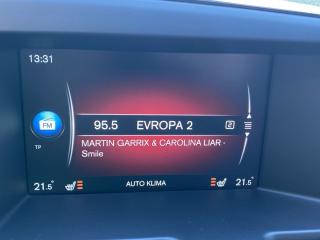 13:31
FM
95.5 EVROPA 2 2
TP
MARTIN GARRIX & CAROLINA LIAR -
Smile
21.5° AUTO KLIMA 21.5°